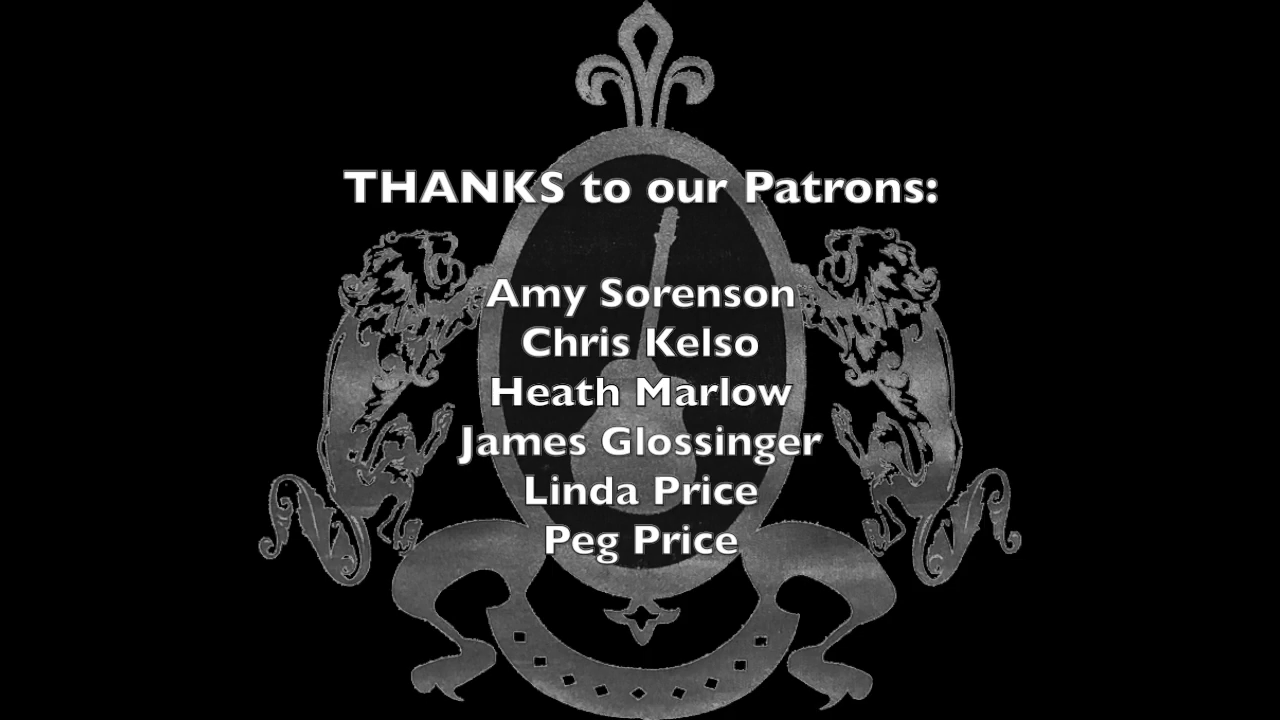 THANKS to our Patrons:
Amy Sorenson
Chris Kelso
Heath Marlow
James Glossinger
Linda Price
Peg Price